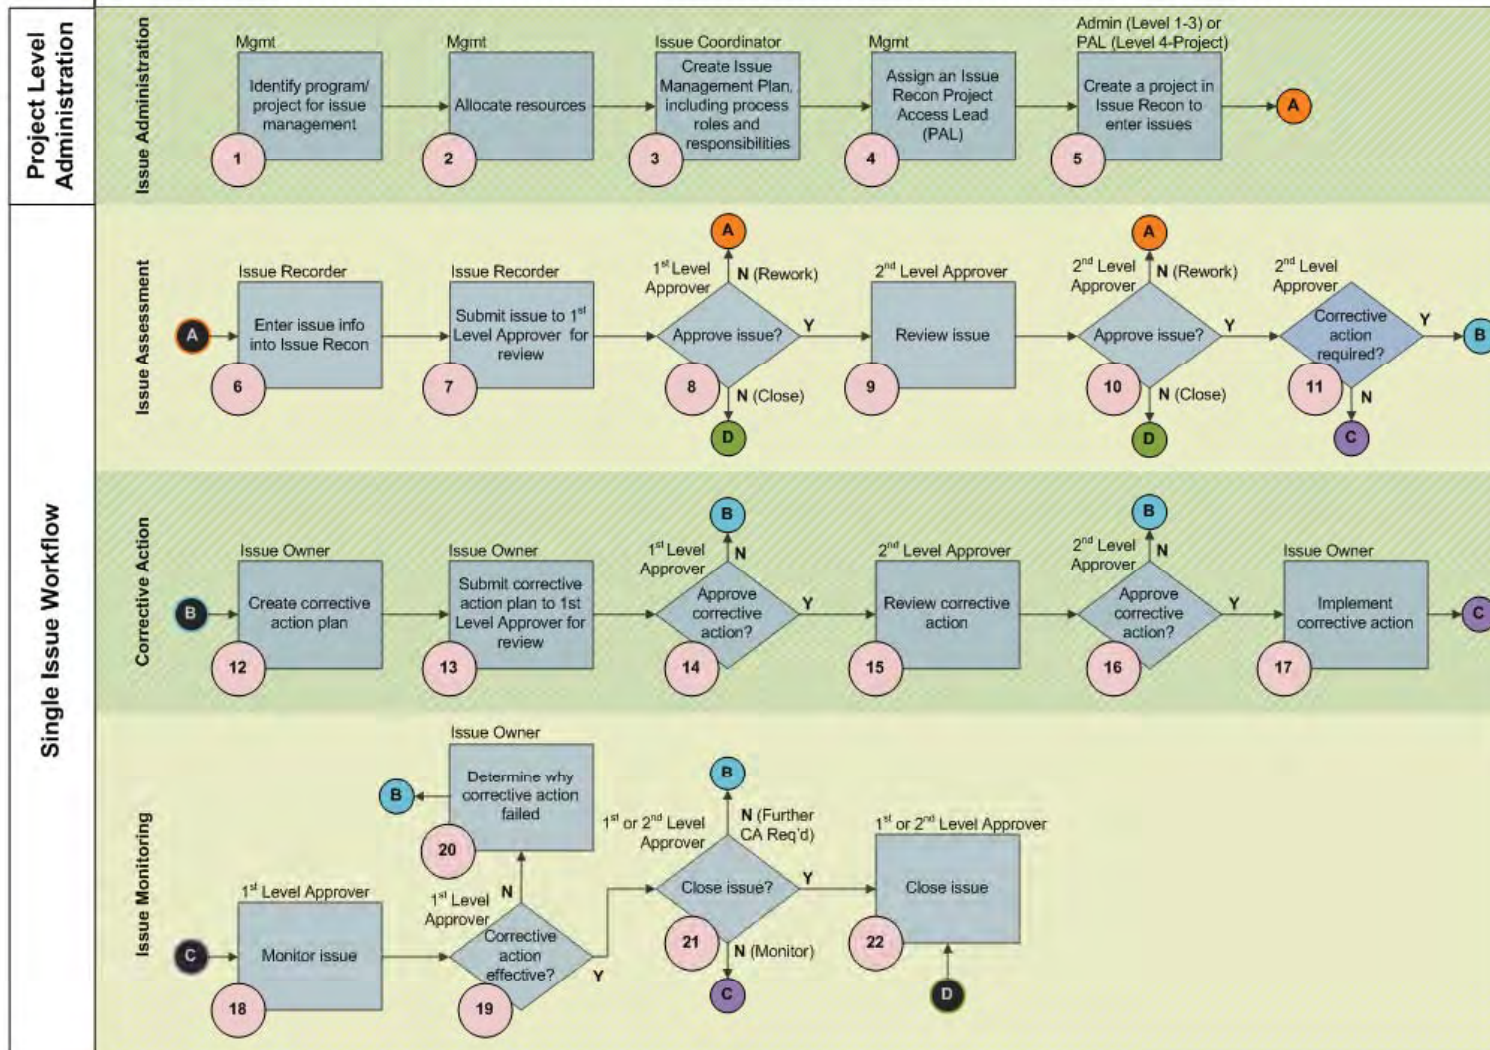 Project Level
Administration
Issue Administration
Mgmt
Identify program/
project for issue
management
1
Mgmt
Allocate resources
2
Issue Coordinator
Create Issue
Management Plan,
including process
roles and
responsibilities
3
Mgmt
Assign an Issue
Recon Project
Access Lead
(PAL)
4
Admin (Level 1-3) or
PAL (Level 4-Project)
Create a project in
Issue Recon to
enter issues
5
A
Single Issue Workflow
Issue Assessment
A
Issue Recorder
Enter issue info
into Issue Recon
6
Issue Recorder
Submit issue to 1st
Level Approver for
review
7
A
N (Rework)
1st Level
Approver
Approve issue?
Y
8
N (Close)
D
2nd Level Approver
Review issue
9
A
N (Rework)
2nd Level
Approver
Approve issue?
Y
10
N (Close)
D
2nd Level
Approver
Corrective
action
required?
Y
B
11
N
C
Corrective Action
B
Issue Owner
Create corrective
action plan
12
Issue Owner
Submit corrective
action plan to 1st
Level Approver for
review
13
B
N
1st Level
Approver
Approve
corrective
action?
Y
14
2nd Level Approver
Review corrective
action
15
B
N
2nd Level
Approver
Approve
corrective
action?
Y
16
Issue Owner
Implement
corrective action
17
C
Issue Monitoring
C
1st Level Approver
Monitor issue
18
Issue Owner
Determine why
corrective action
failed
20
B
N
1st Level
Approver
Corrective
action
effective?
Y
19
B
N (Further
CA Req'd)
1st or 2nd Level
Approver
Close issue?
Y
21
N (Monitor)
C
1st or 2nd Level Approver
Close issue
22
D